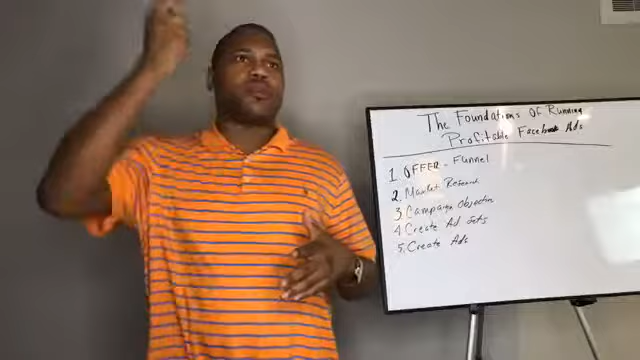 The Foundations Of Running
Profitable Facebook Ads
1. OFFER - Funnel
2. Market Research
3. Campaign Objective
4. Create Ad Sets
5. Create Ads